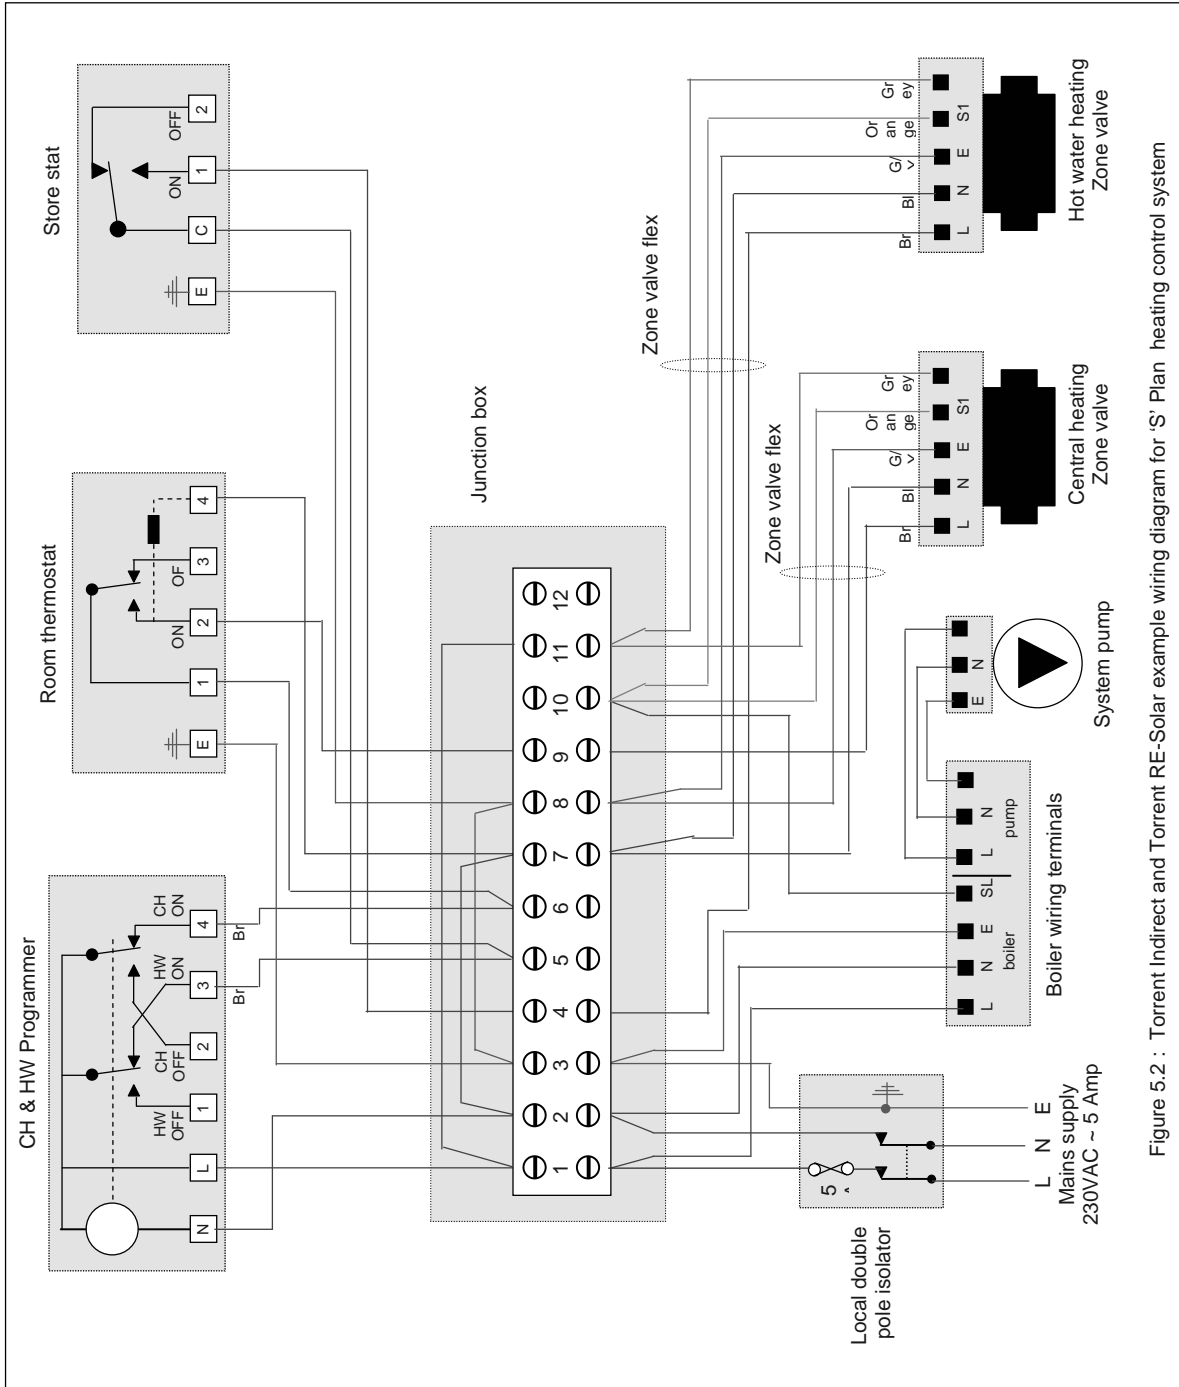 CH & HW Programmer
N
L
1
HW
OFF
2
CH
OFF
3
HW
ON
4
CH
ON
Br
Br
Room thermostat
E
1
2
ON
3
OF
4
Store stat
E
C
1
ON
2
OFF
Junction box
1
2
3
4
5
6
7
8
9
10
11
12
Local double
pole isolator
5
L
N
E
Mains supply
230VAC ~ 5 Amp
L
N
E
SL
L
N
boiler
pump
Boiler wiring terminals
E
N
System pump
Zone valve flex
Br
Bl
G/
Or
an
ge
Gr
ey
L
N
E
S1
Central heating
Zone valve
Zone valve flex
Br
Bl
G/
Or
an
ge
Gr
ey
L
N
E
S1
Hot water heating
Zone valve
Figure 5.2 : Torrent Indirect and Torrent RE-Solar example wiring diagram for 'S' Plan heating control system